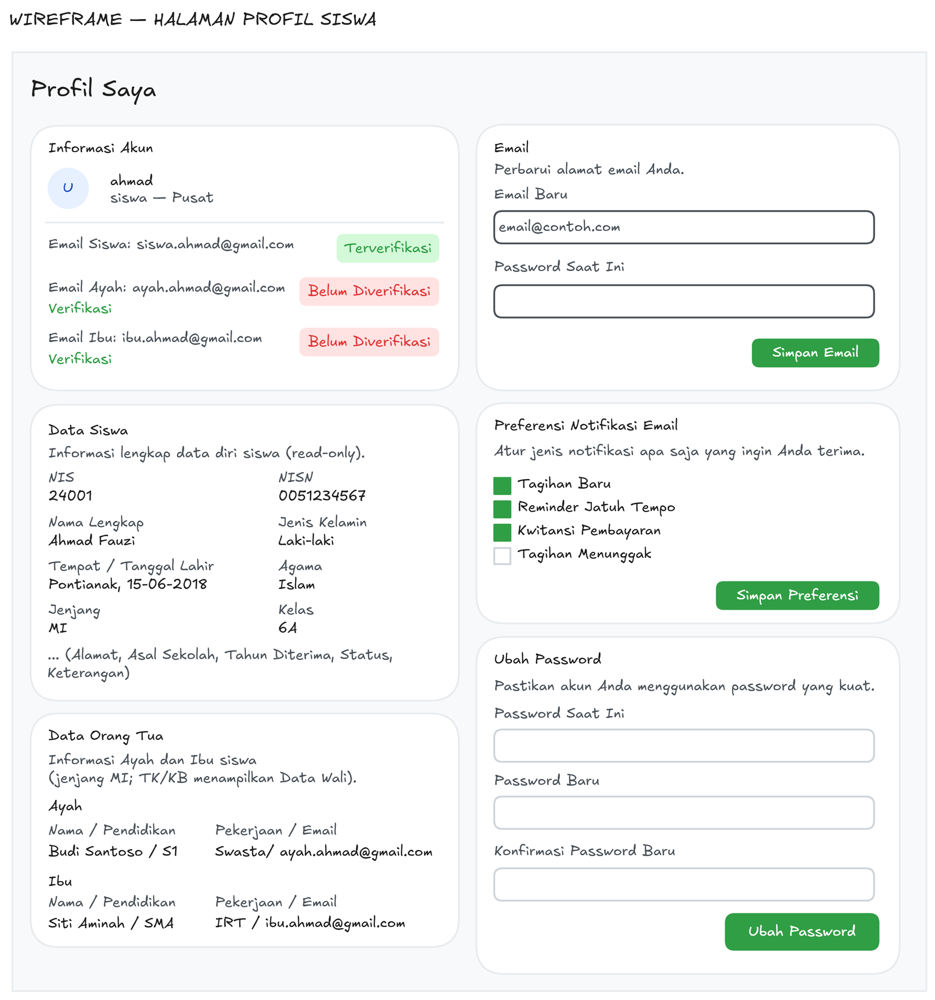 WIREFRAME — HALAMAN PROFIL SISWA
Profil Saya
Informasi Akun
U
ahmad
siswa — Pusat
Email Siswa: siswa.ahmad@gmail.com
Terverifikasi
Email Ayah: ayah.ahmad@gmail.com
Belum Diverifikasi
Verifikasi
Email Ibu: ibu.ahmad@gmail.com
Belum Diverifikasi
Verifikasi
Data Siswa
Informasi lengkap data diri siswa (read-only).
NIS
NISN
24001
0051234567
Nama Lengkap
Jenis Kelamin
Ahmad Fauzi
Laki-laki
Tempat / Tanggal Lahir
Agama
Pontianak, 15-06-2018
Islam
Jenjang
Kelas
MI
6A
... (Alamat, Asal Sekolah, Tahun Diterima, Status,
Keterangan)
Data Orang Tua
Informasi Ayah dan Ibu siswa
(jenjang MI; TK/KB menampilkan Data Wali).
Ayah
Nama / Pendidikan
Pekerjaan / Email
Budi Santoso / S1
Swasta/ ayah.ahmad@gmail.com
Ibu
Nama / Pendidikan
Pekerjaan / Email
Siti Aminah / SMA
IRT / ibu.ahmad@gmail.com
Email
Perbarui alamat email Anda.
Email Baru
email@contoh.com
Password Saat Ini
Simpan Email
Preferensi Notifikasi Email
Atur jenis notifikasi apa saja yang ingin Anda terima.
Tagihan Baru
Reminder Jatuh Tempo
Kwitansi Pembayaran
Tagihan Menunggak
Simpan Preferensi
Ubah Password
Pastikan akun Anda menggunakan password yang kuat.
Password Saat Ini
Password Baru
Konfirmasi Password Baru
Ubah Password